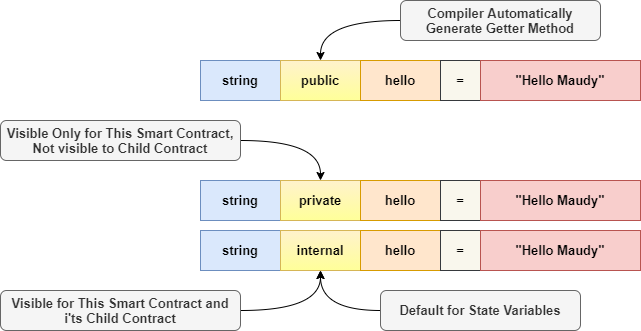 Compiler Automatically
Generate Getter Method
string public hello = "Hello Maudy"
Visible Only for This Smart Contract,
Not visible to Child Contract
string private hello = "Hello Maudy"
string internal hello = "Hello Maudy"
Visible for This Smart Contract and
i'ts Child Contract
Default for State Variables